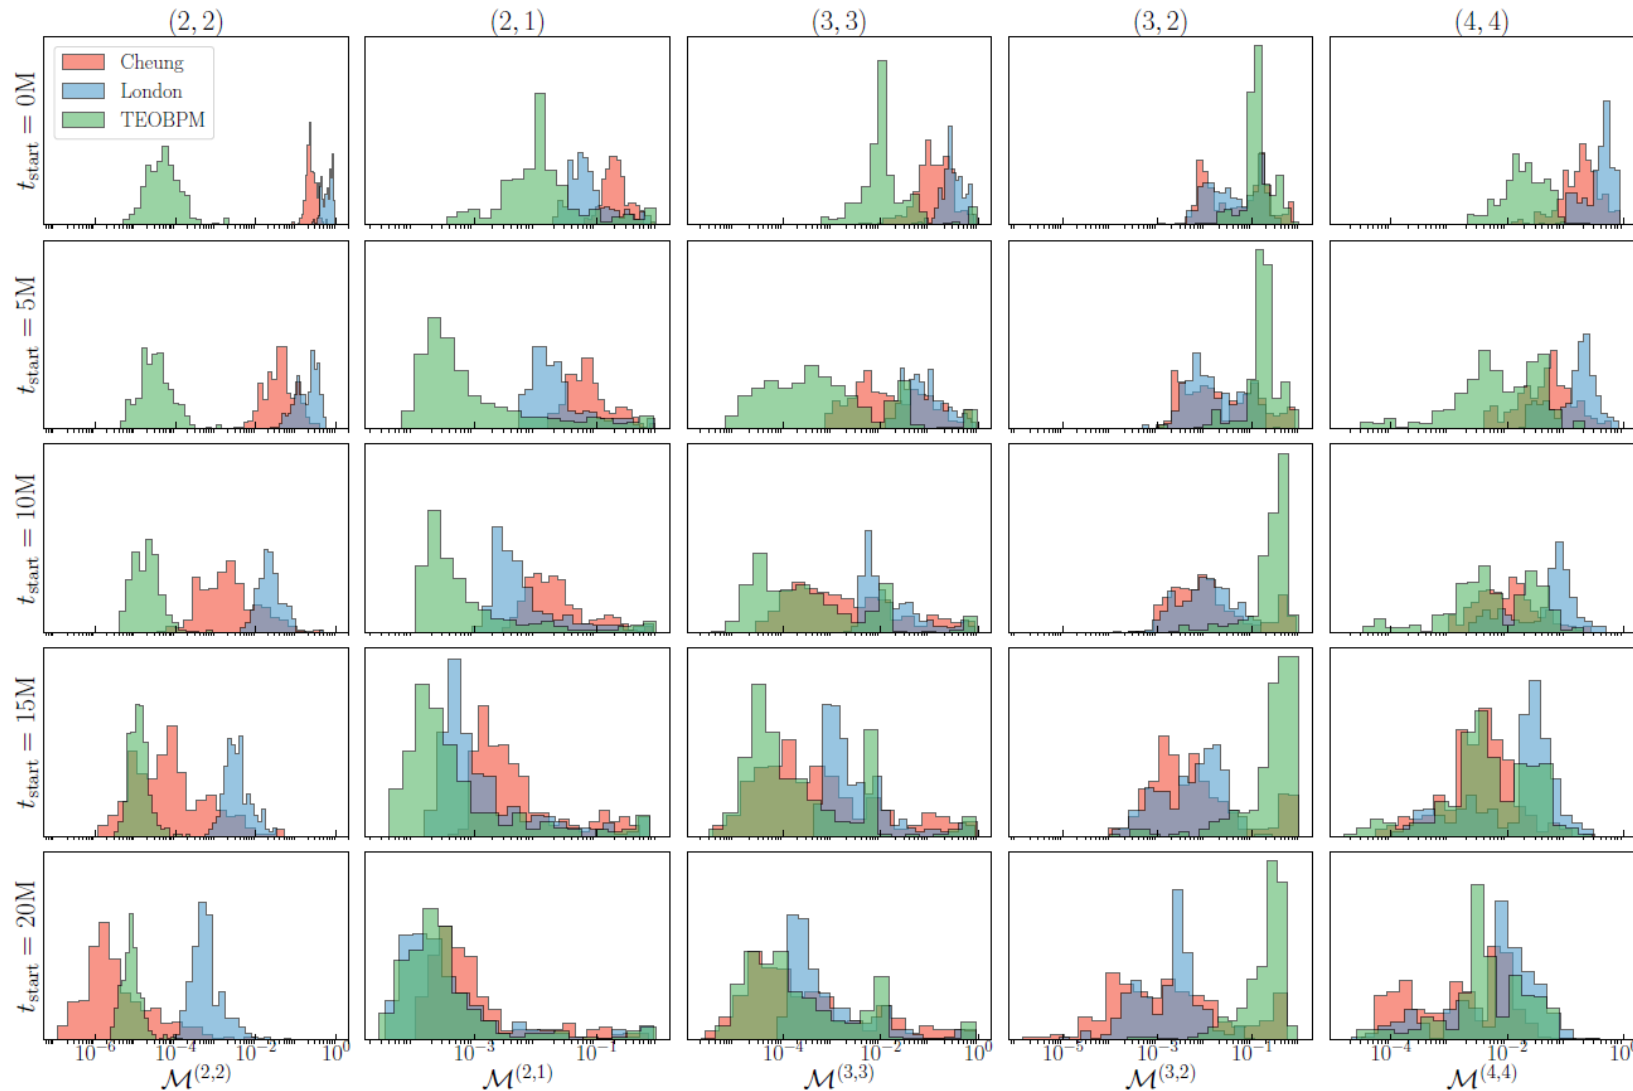 (2, 2) (2, 1) (3, 3) (3, 2) (4, 4)
Cheung
London
TEOBPM
t_start = 0M
t_start = 5M
t_start = 10M
t_start = 15M
t_start = 20M
10^−6 10^−4 10^−2 10^0 10^−3 10^−1 10^−4 10^−2 10^0 10^−5 10^−3 10^−1 10^−4 10^−2 10^0
ℳ^(2,2) ℳ^(2,1) ℳ^(3,3) ℳ^(3,2) ℳ^(4,4)